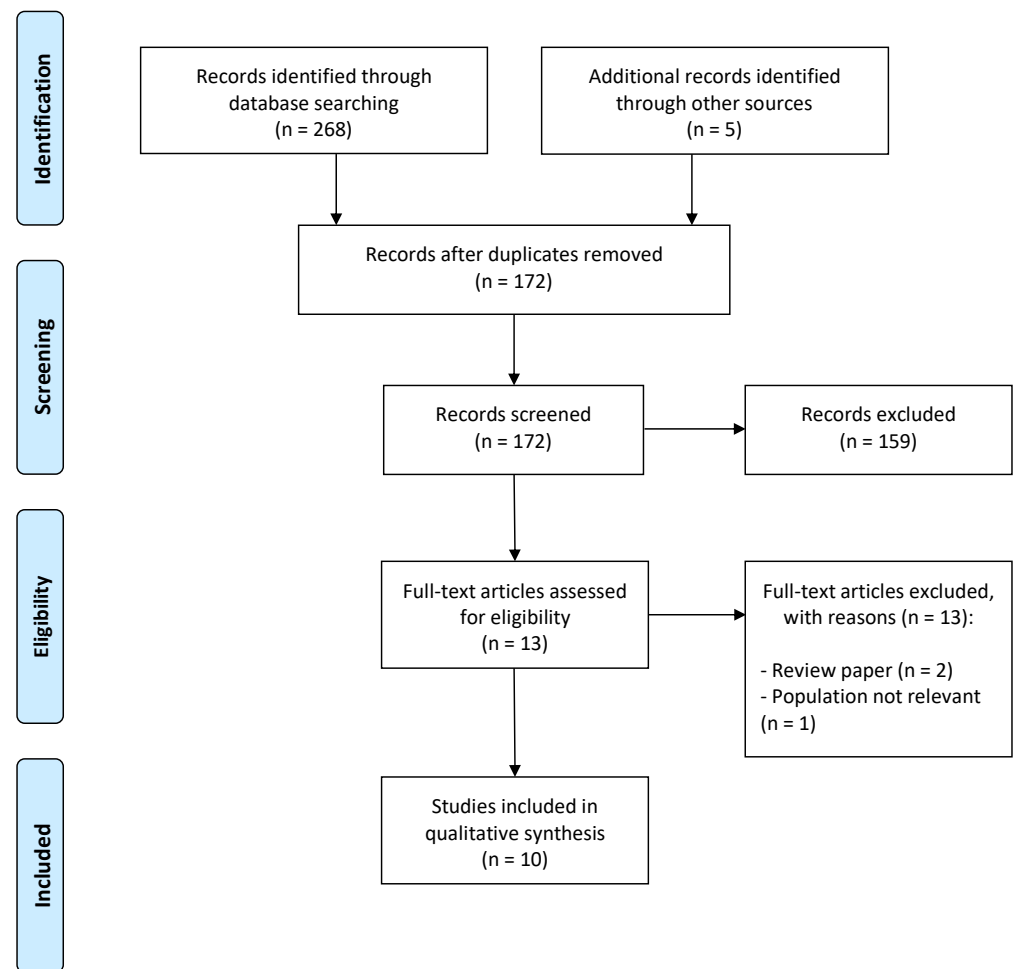 Identification
Records identified through
database searching
(n = 268)
Additional records identified
through other sources
(n = 5)
Records after duplicates removed
(n = 172)
Screening
Records screened
(n = 172)
Records excluded
(n = 159)
Eligibility
Full-text articles assessed
for eligibility
(n = 13)
Full-text articles excluded,
with reasons (n = 13):
- Review paper (n = 2)
- Population not relevant
(n = 1)
Included
Studies included in
qualitative synthesis
(n = 10)